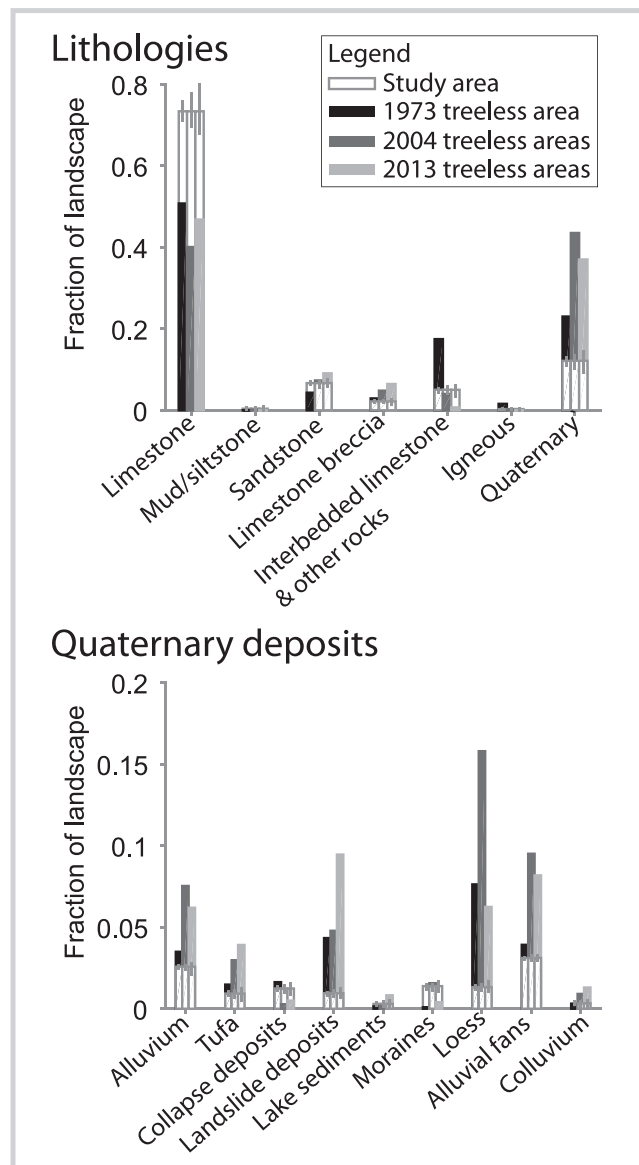 Lithologies
Legend
Study area
1973 treeless area
2004 treeless areas
2013 treeless areas
Fraction of landscape
0.8
0.6
0.4
0.2
0
Limestone
Mud/siltstone
Sandstone
Limestone breccia
Interbedded limestone
& other rocks
Igneous
Quaternary
Quaternary deposits
Fraction of landscape
0.2
0.15
0.1
0.05
0
Alluvium
Tufa
Collapse deposits
Landslide deposits
Lake sediments
Moraines
Loess
Alluvial fans
Colluvium